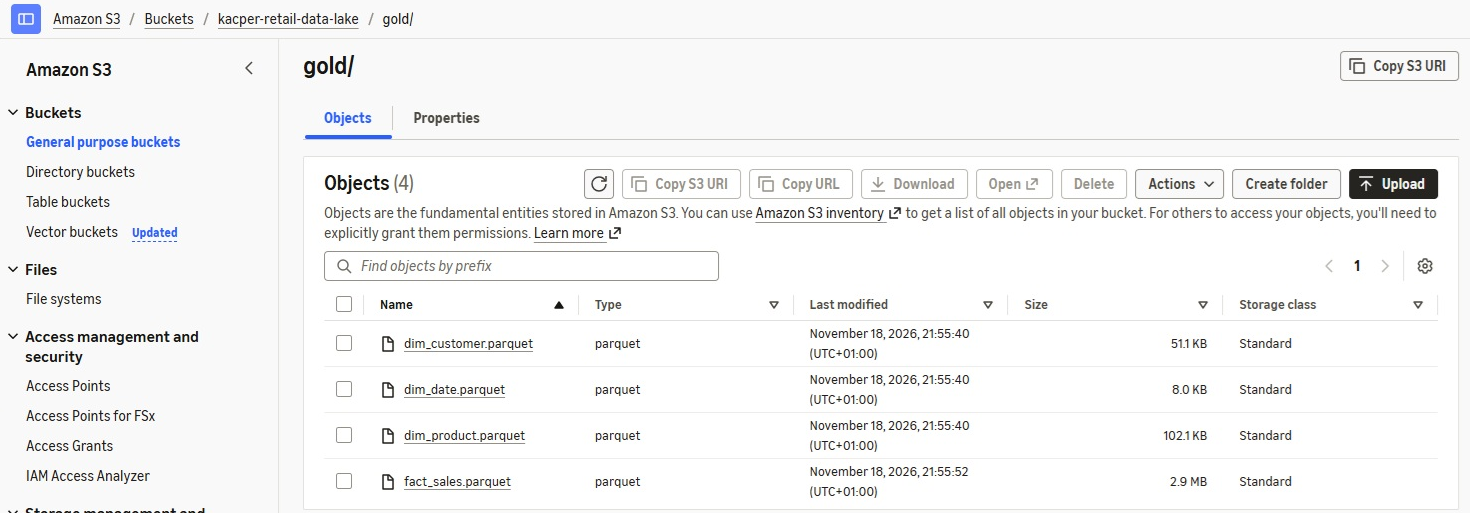 Amazon S3 / Buckets / kacper-retail-data-lake / gold/
Amazon S3
Buckets
General purpose buckets
Directory buckets
Table buckets
Vector buckets Updated
Files
File systems
Access management and
security
Access Points
Access Points for FSx
Access Grants
IAM Access Analyzer
Storage management and
gold/
Copy S3 URI
Objects Properties
Objects (4)
Copy S3 URI Copy URL Download Open Delete Actions Create folder Upload
Objects are the fundamental entities stored in Amazon S3. You can use Amazon S3 inventory to get a list of all objects in your bucket. For others to access your objects, you'll need to
explicitly grant them permissions. Learn more
Find objects by prefix
1
Name Type Last modified Size Storage class
dim_customer.parquet parquet November 18, 2026, 21:55:40 (UTC+01:00) 51.1 KB Standard
dim_date.parquet parquet November 18, 2026, 21:55:40 (UTC+01:00) 8.0 KB Standard
dim_product.parquet parquet November 18, 2026, 21:55:40 (UTC+01:00) 102.1 KB Standard
fact_sales.parquet parquet November 18, 2026, 21:55:52 (UTC+01:00) 2.9 MB Standard